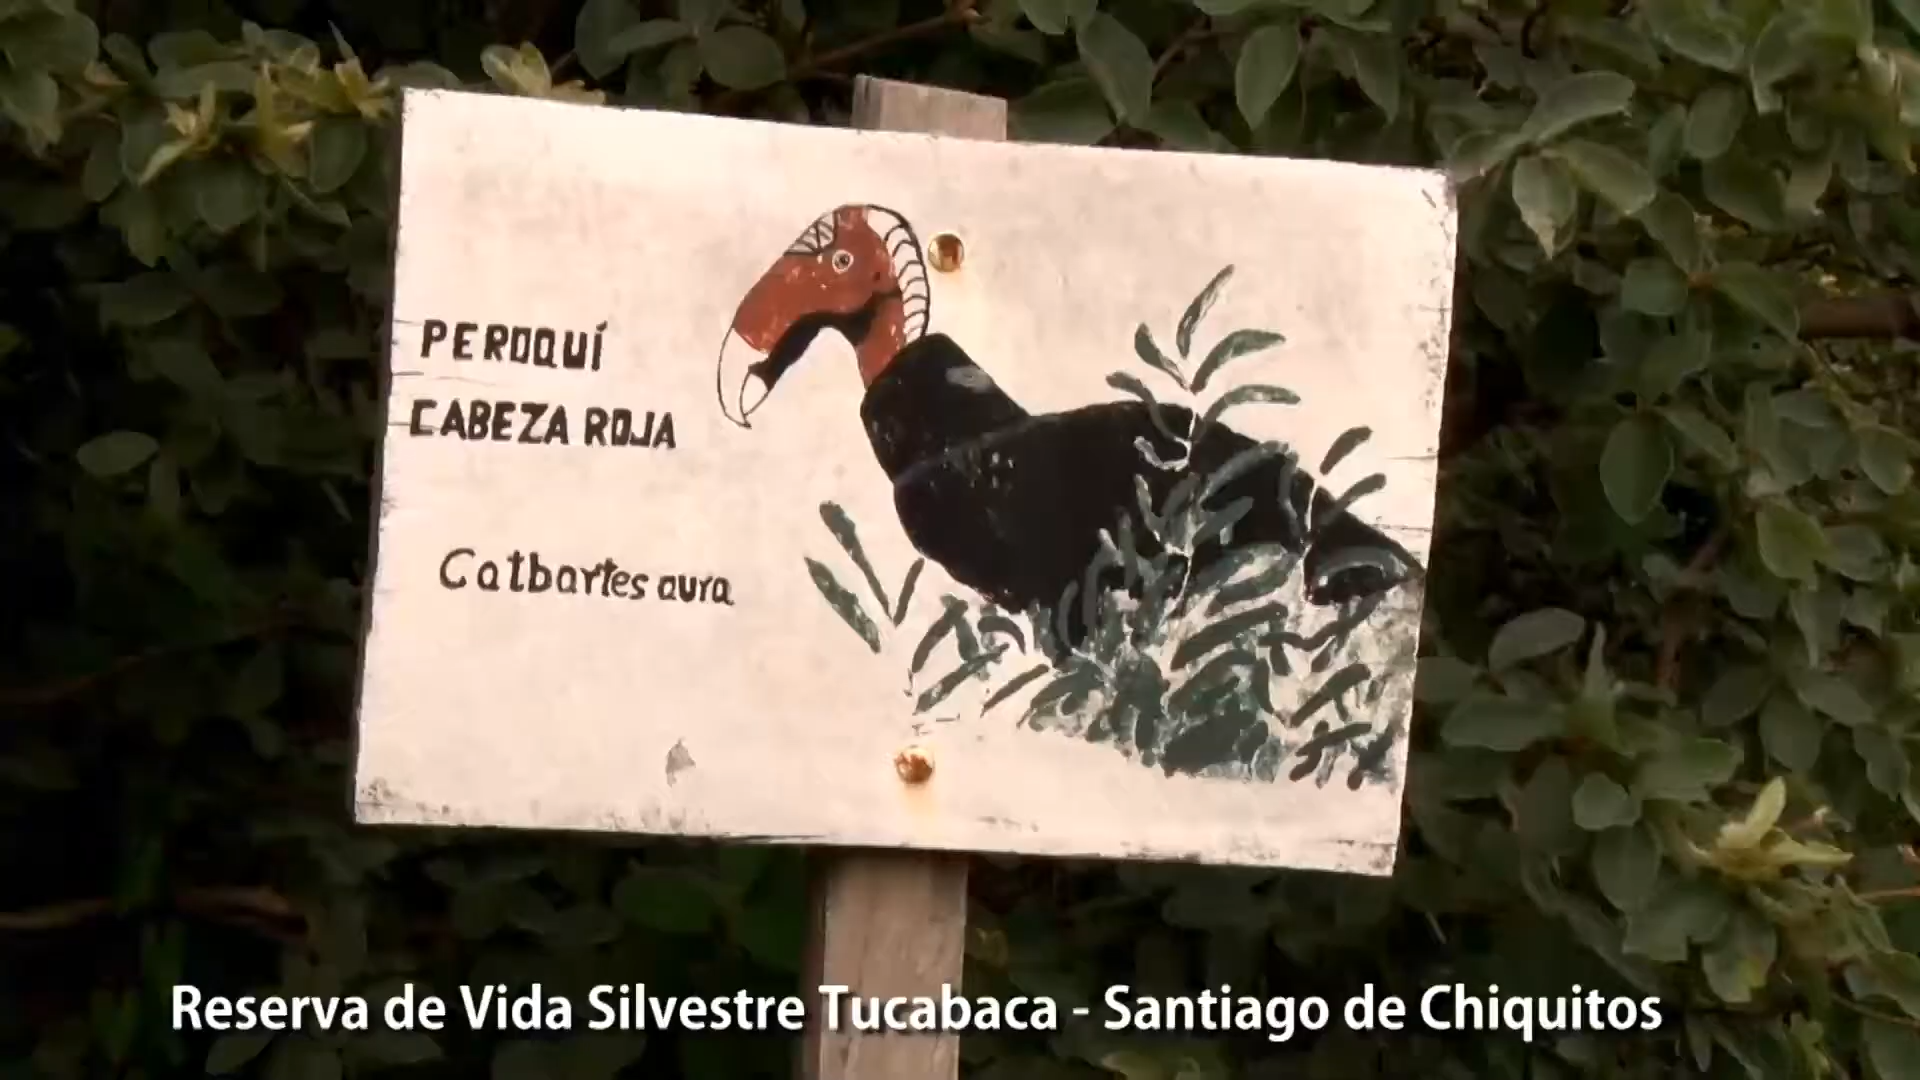 PEROQUÍ
CABEZA ROJA
Catbartes aura
Reserva de Vida Silvestre Tucabaca - Santiago de Chiquitos